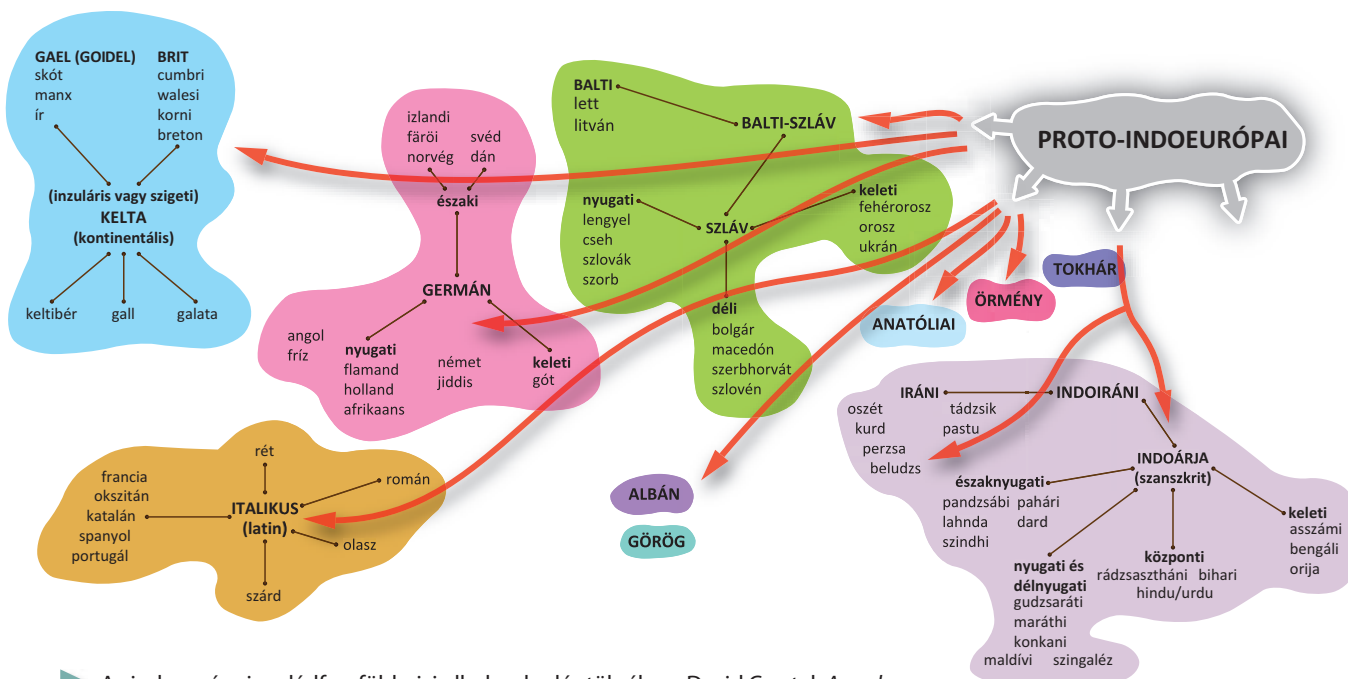 GAEL (GOIDEL)
skót
manx
ír
BRIT
cumbri
walesi
korni
breton
(inzuláris vagy szigeti)
KELTA
(kontinentális)
keltibér
gall
galata
izlandi
färöi
norvég
svéd
dán
északi
GERMÁN
angol
fríz
nyugati
flamand
holland
afrikaans
német
jiddis
keleti
gót
BALTI
lett
litván
BALTI-SZLÁV
nyugati
lengyel
cseh
szlovák
szorb
SZLÁV
keleti
fehérorosz
orosz
ukrán
déli
bolgár
macedón
szerbhorvát
szlovén
PROTO-INDOEURÓPAI
TOKHÁR
ÖRMÉNY
ANATÓLIAI
ALBÁN
GÖRÖG
rét
francia
okszitán
katalán
spanyol
portugál
ITALIKUS
(latin)
román
olasz
szárd
IRÁNI
INDOIRÁNI
oszét
kurd
perzsa
beludzs
tádzsik
pastu
INDOÁRJA
(szanszkrit)
északnyugati
pandzsábi pahári
lahnda dard
szindhi
nyugati és
délnyugati
gudzsaráti
maráthi
konkani
maldívi szingaléz
központi
rádzsasztháni bihari
hindu/urdu
keleti
asszámi
bengáli
orija